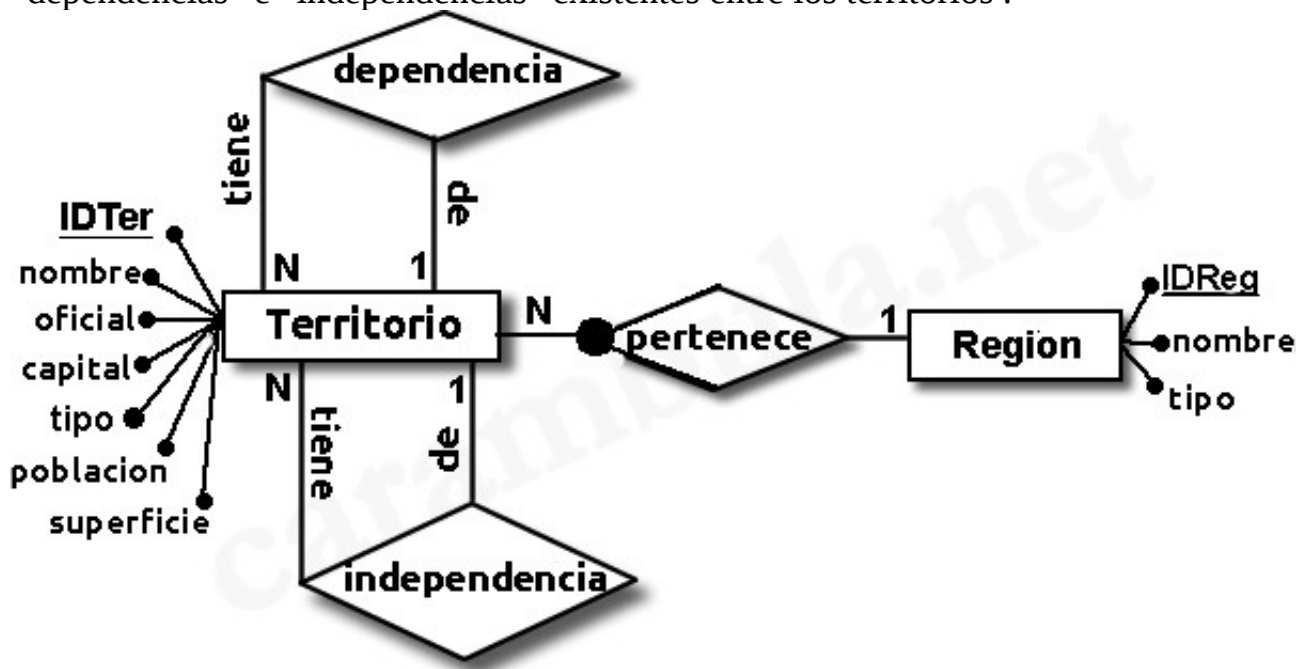 "dependencias" e "independencias" existentes entre los territorios .
dependencia
tiene
de
IDTer
nombre
oficial
capital
tipo
poblacion
superficie
N
1
Territorio
N
pertenece
1
Region
IDReg
nombre
tipo
N
1
tiene
de
independencia
carambula.net